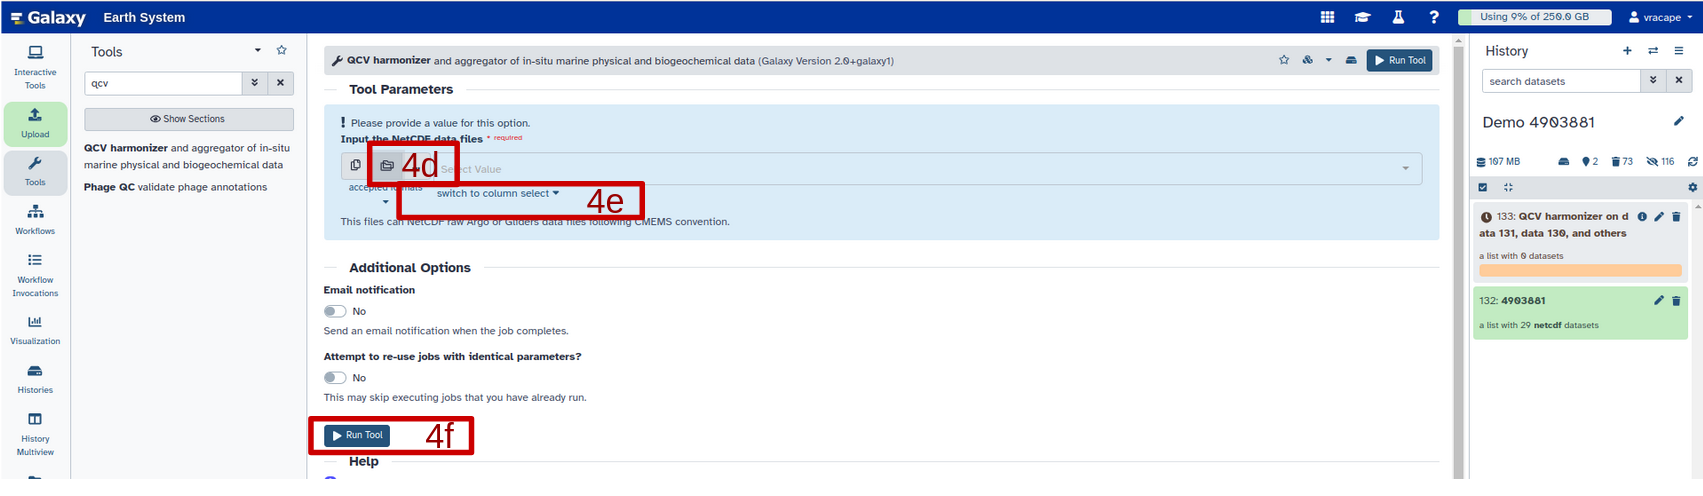 Galaxy Earth System
Using 9% of 250.0 GB
vracape
Interactive
Tools
Upload
Tools
Workflows
Workflow
Invocations
Visualization
Histories
History
Multiview
Tools
qcv
Show Sections
QCV harmonizer and aggregator of in-situ
marine physical and biogeochemical data
Phage QC validate phage annotations
QCV harmonizer and aggregator of in-situ marine physical and biogeochemical data (Galaxy Version 2.0+galaxy1)
Run Tool
Tool Parameters
Please provide a value for this option.
Input the NetCDF data files * required
4d
Select Value
accepted formats
switch to column select
4e
This files can NetCDF raw Argo or Gliders data files following CMEMS convention.
Additional Options
Email notification
No
Send an email notification when the job completes.
Attempt to re-use jobs with identical parameters?
No
This may skip executing jobs that you have already run.
Run Tool
4f
Help
History
search datasets
Demo 4903881
107 MB
2
73
116
133: QCV harmonizer on d
ata 131, data 130, and others
a list with 0 datasets
132: 4903881
a list with 29 netcdf datasets